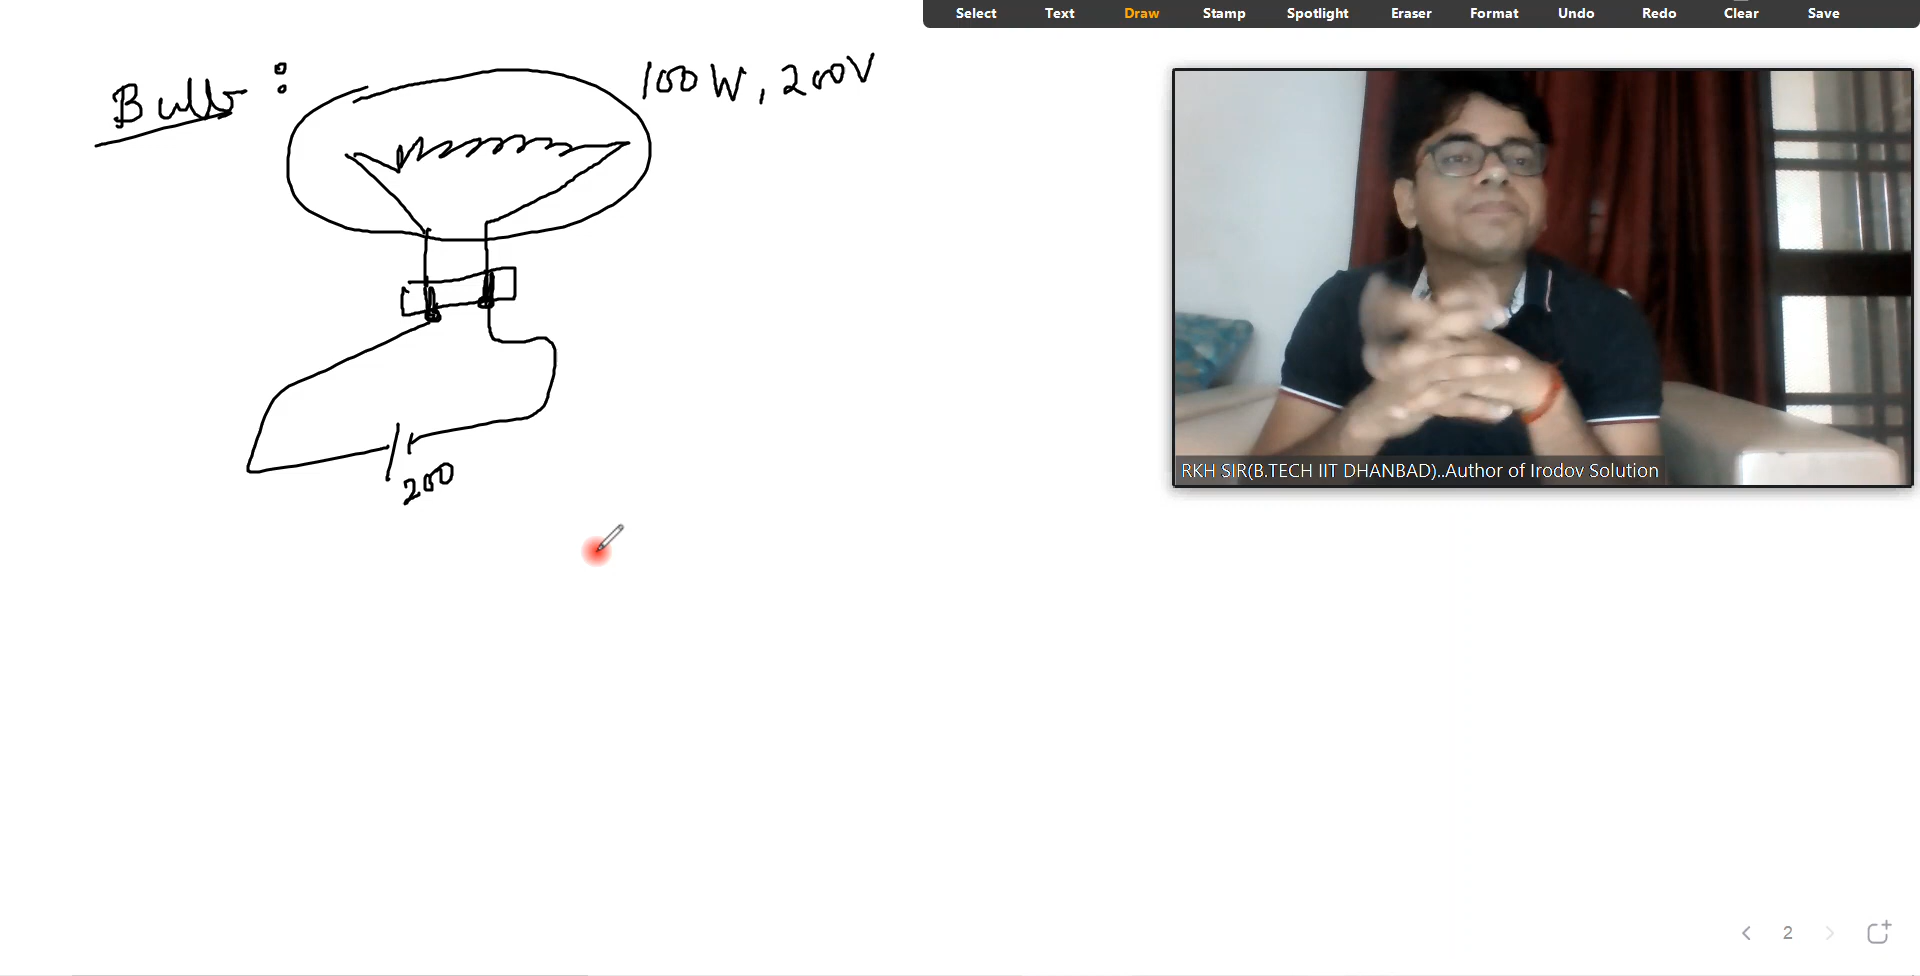 Select Text Draw Stamp Spotlight Eraser Format Undo Redo Clear Save
Bulb : 100 W, 200V
200
RKH SIR(B.TECH IIT DHANBAD)..Author of Irodov Solution
2